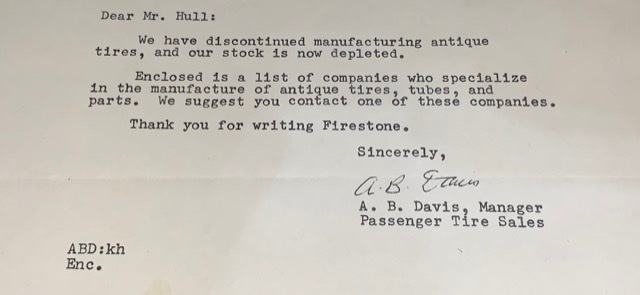 Dear Mr. Hull:
We have discontinued manufacturing antique
tires, and our stock is now depleted.
Enclosed is a list of companies who specialize
in the manufacture of antique tires, tubes, and
parts. We suggest you contact one of these companies.
Thank you for writing Firestone.
Sincerely,
A. B. Davis
A. B. Davis, Manager
Passenger Tire Sales
ABD:kh
Enc.